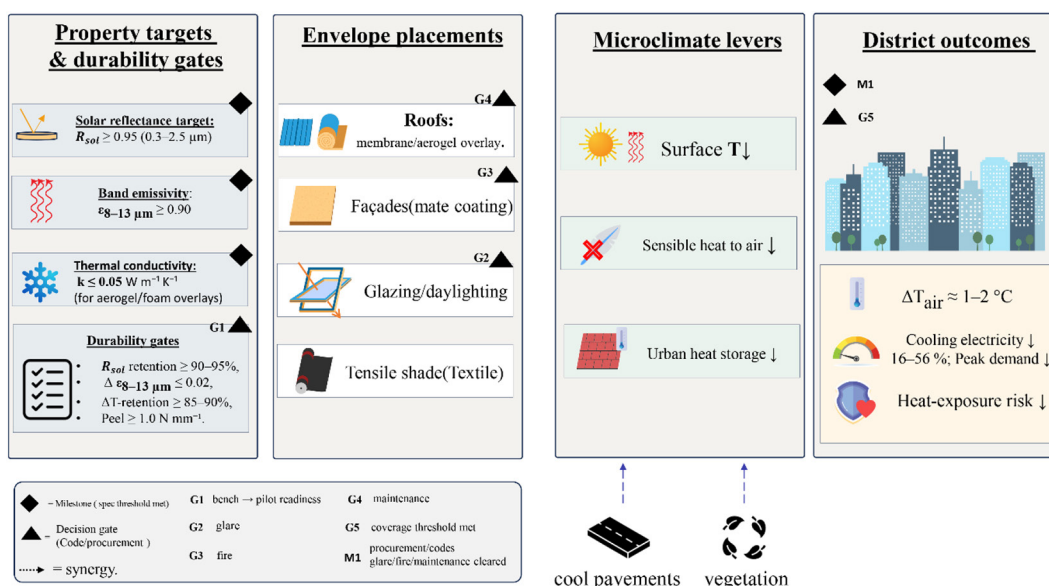 Property targets
& durability gates
Solar reflectance target:
R_sol ≥ 0.95 (0.3–2.5 µm)
Band emissivity:
ε8–13 µm ≥ 0.90
Thermal conductivity:
k ≤ 0.05 W m⁻¹ K⁻¹
(for aerogel/foam overlays)
G1
Durability gates
R_sol retention ≥ 90–95%,
Δ ε8–13 µm ≤ 0.02,
ΔT-retention ≥ 85–90%,
Peel ≥ 1.0 N mm⁻¹.
Envelope placements
G4
Roofs:
membrane/aerogel overlay.
G3
Façades(mate coating)
G2
Glazing/daylighting
Tensile shade(Textile)
Microclimate levers
Surface T↓
Sensible heat to air ↓
Urban heat storage ↓
District outcomes
M1
G5
ΔTair ≈ 1–2 °C
Cooling electricity ↓
16–56 %; Peak demand ↓
Heat-exposure risk ↓
– Milestone ( spec threshold met)
– Decision gate
(Code/procurement )
= synergy.
G1 bench → pilot readiness
G2 glare
G3 fire
G4 maintenance
G5 coverage threshold met
M1 procurement/codes
glare/fire/maintenance cleared
cool pavements
vegetation